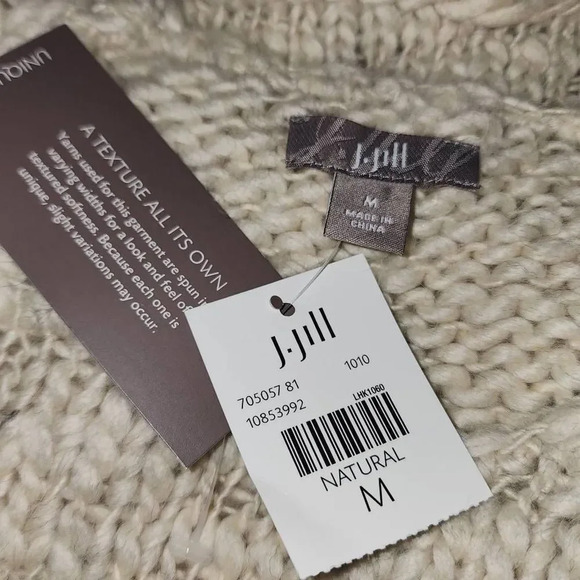 A TEXTURE ALL ITS OWN
Yarns used for this garment are spun in
varying widths for a look and feel of
textured softness. Because each one is
unique, slight variations may occur.
J.Jill
M
MADE IN
CHINA
J.Jill
705057 81 1010
10853992
LHK1060
NATURAL
M